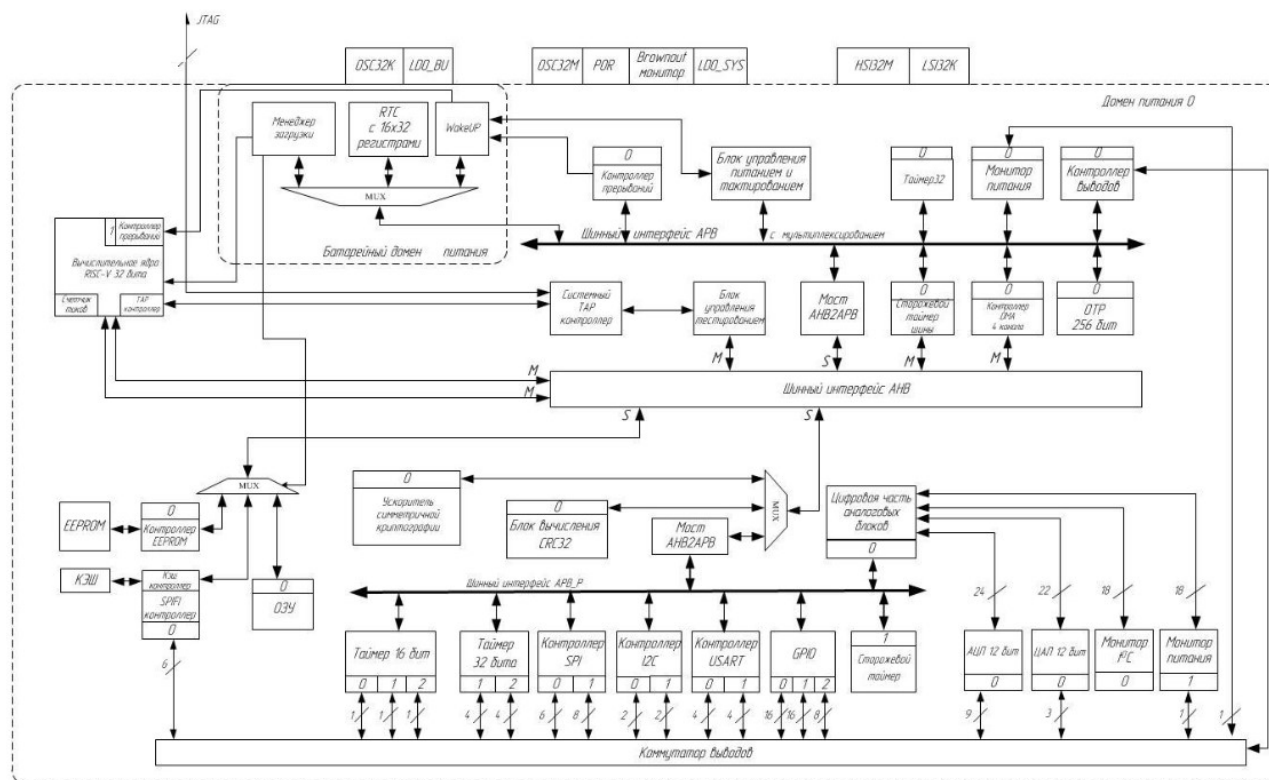 JTAG
OSC32K
LDO_BU
OSC32M
POR
Brownout
монитор
LDO_SYS
HSI32M
LSI32K
Домен питания 0
Менеджер
загрузки
RTC
с 16х32
регистрами
WakeUP
MUX
Батарейный домен питания
0
Контроллер
прерываний
Блок управления
питанием и
тактированием
0
Таймер32
0
Монитор
питания
0
Контроллер
выводов
Шинный интерфейс APB с мультиплексированием
1
Контроллер
прерываний
Вычислительное ядро
RISC-V 32 бита
Счетчик
тиков
TAP
контроллер
Системный
TAP
контроллер
Блок
управления
тестированием
Мост
AHB2APB
0
Сторожевой
таймер
шины
0
Контроллер
DMA
4 канала
0
OTP
256 бит
M
S
M
M
M
M
Шинный интерфейс AHB
S
S
MUX
EEPROM
0
Контроллер
EEPROM
КЭШ
Кэш
контроллер
SPIFI
контроллер
0
0
ОЗУ
0
Ускоритель
симметричной
криптографии
0
Блок вычисления
CRC32
Мост
AHB2APB
MUX
Цифровая часть
аналоговых
блоков
0
Шинный интерфейс APB_P
24
22
18
18
Таймер 16 бит
0 1 2
Таймер
32 бита
1 2
Контроллер
SPI
0 1
Контроллер
I2C
0 1
Контроллер
USART
0 1
GPIO
0 1 2
1
Сторожевой
таймер
АЦП 12 бит
0
ЦАП 12 бит
0
Монитор
I²C
0
Монитор
питания
1
6
1 1 1
4 4
6 8
2 2
4 4
16 16 8
9
3
1
1
Коммутатор выводов